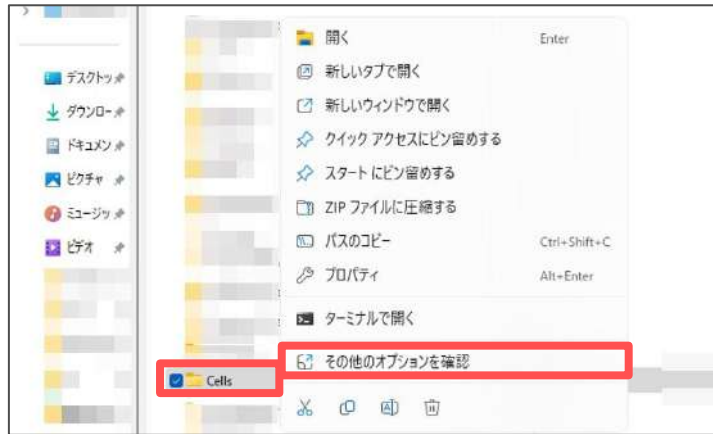 開く Enter
新しいタブで開く
デスクトッ
新しいウィンドウで開く
ダウンロー
クイック アクセスにピン留めする
ドキュメン
スタート にピン留めする
ピクチャ
ZIP ファイルに圧縮する
ミュージッ
パスのコピー Ctrl+Shift+C
ビデオ
プロパティ Alt+Enter
ターミナルで開く
その他のオプションを確認
Cells